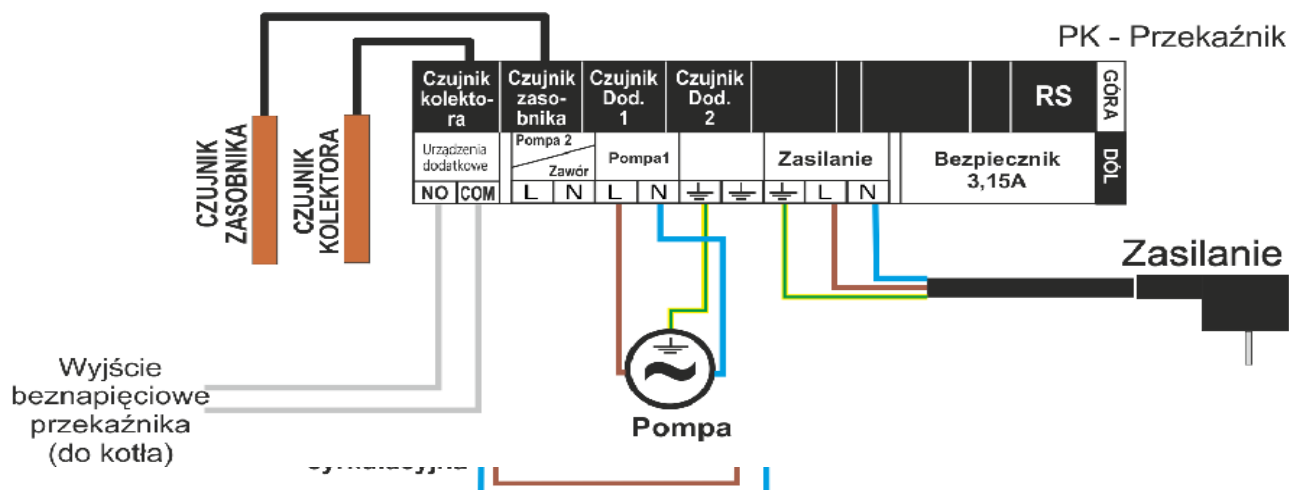 PK - Przekaźnik
Czujnik kolekto- ra
Czujnik zaso- bnika
Czujnik Dod. 1
Czujnik Dod. 2
RS
GÓRA
Urządzenia dodatkowe
Pompa 2
Zawór
Pompa1
Zasilanie
Bezpiecznik 3,15A
DÓL
NO COM L N L N L N
CZUJNIK ZASOBNIKA
CZUJNIK KOLEKTORA
Zasilanie
Wyjście
beznapięciowe
przekaźnika
(do kotła)
Pompa